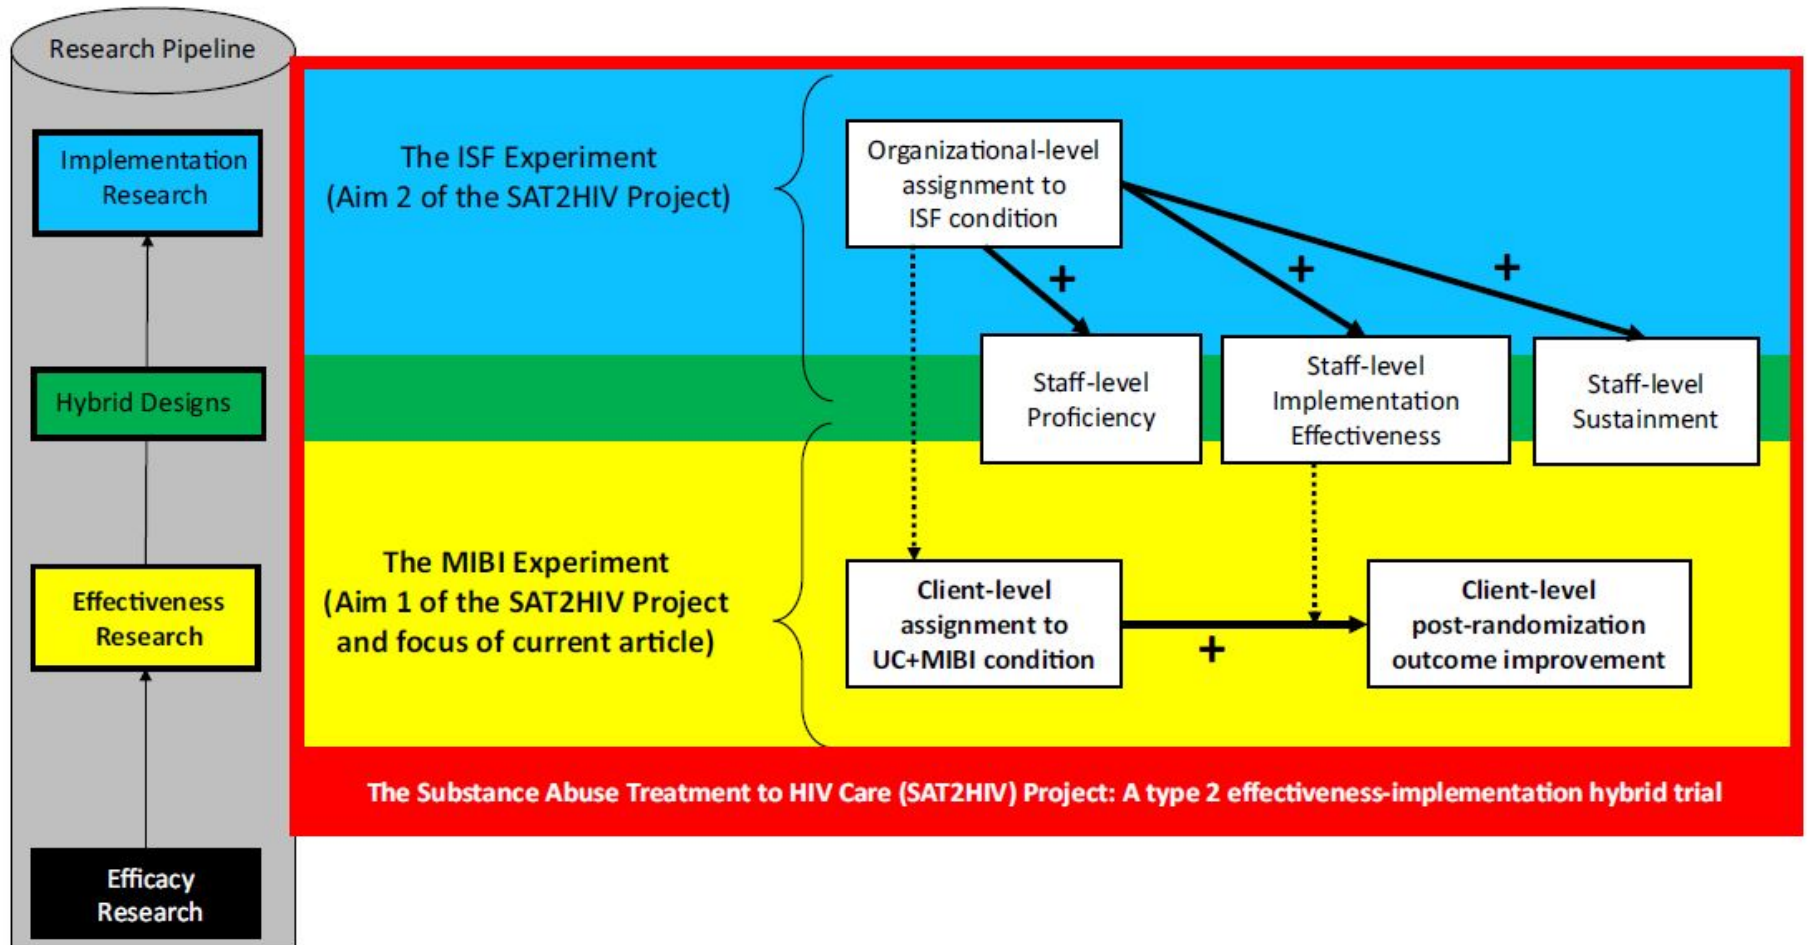 Research Pipeline
Implementation
Research
Hybrid Designs
Effectiveness
Research
Efficacy
Research
The ISF Experiment
(Aim 2 of the SAT2HIV Project)
Organizational-level
assignment to
ISF condition
+
+
+
Staff-level
Proficiency
Staff-level
Implementation
Effectiveness
Staff-level
Sustainment
The MIBI Experiment
(Aim 1 of the SAT2HIV Project
and focus of current article)
Client-level
assignment to
UC+MIBI condition
+
Client-level
post-randomization
outcome improvement
The Substance Abuse Treatment to HIV Care (SAT2HIV) Project: A type 2 effectiveness-implementation hybrid trial